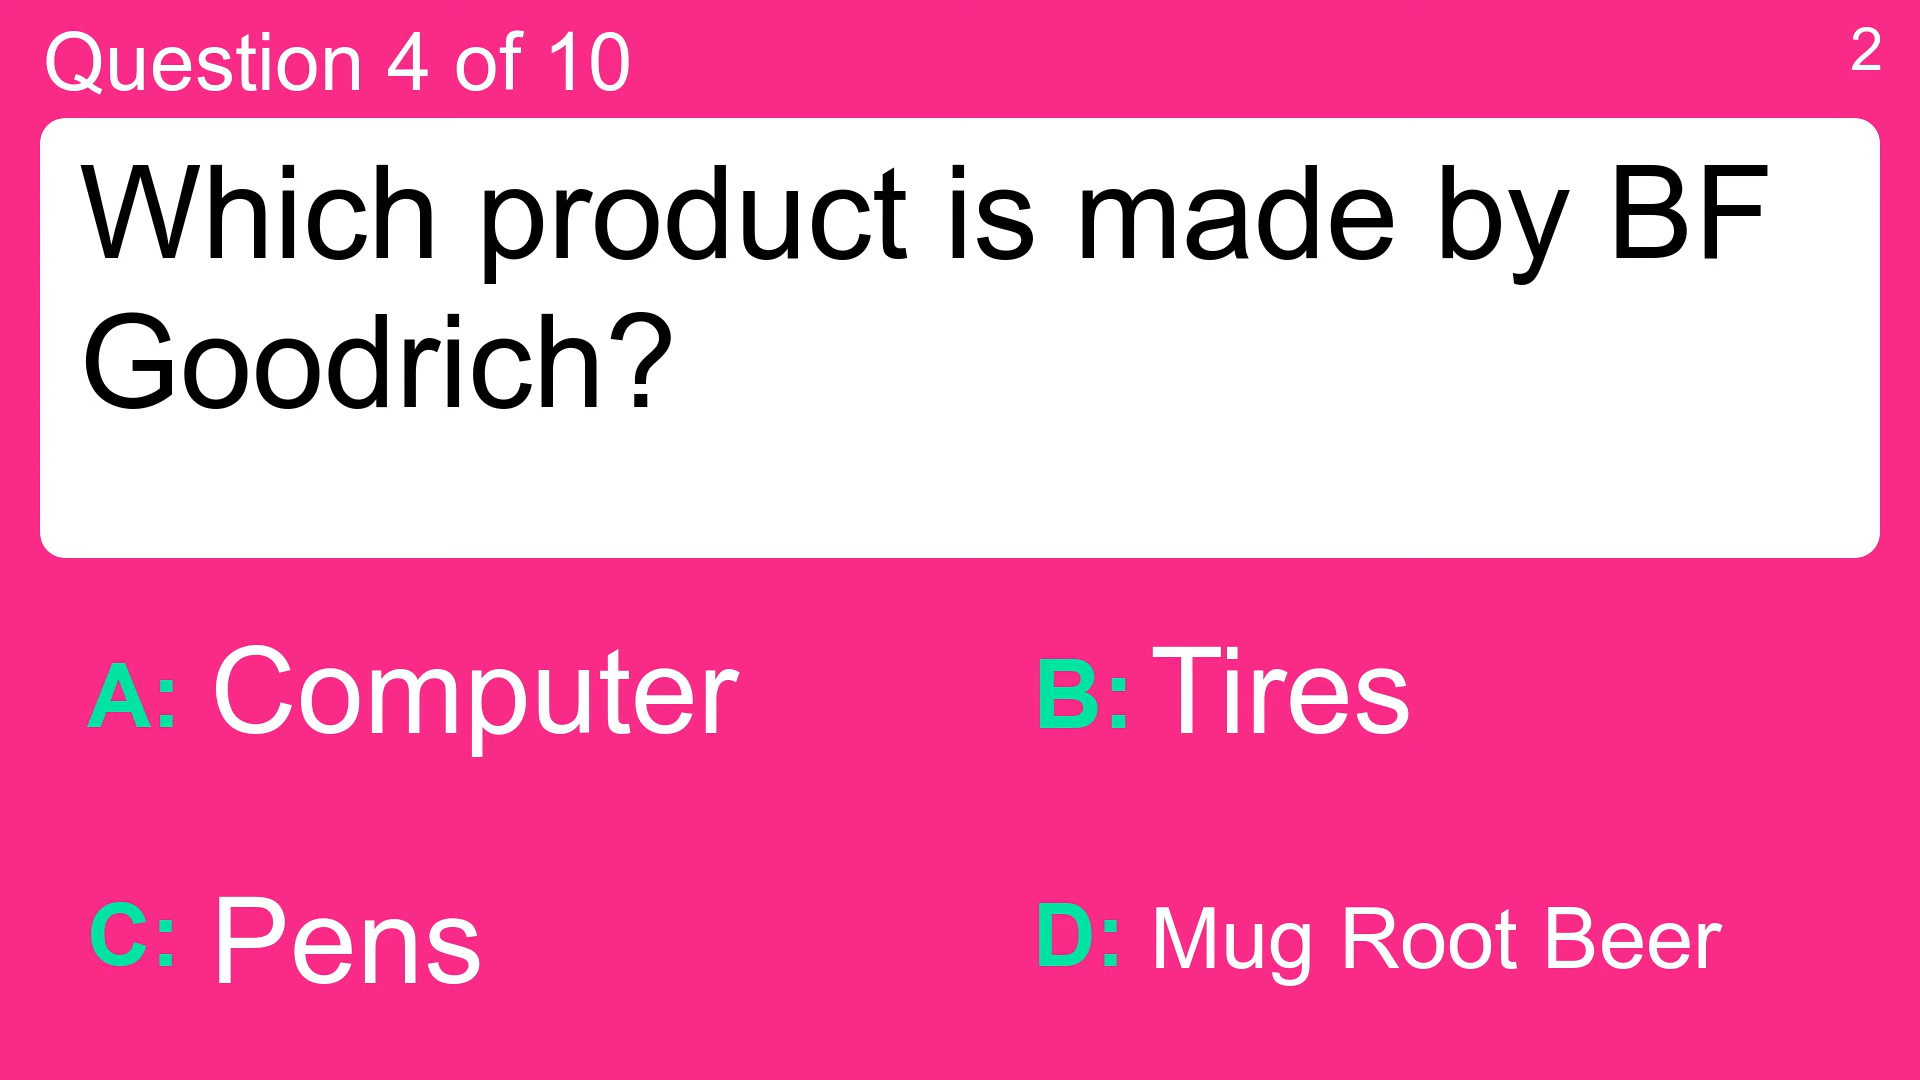 Question 4 of 10
2
Which product is made by BF
Goodrich?
A: Computer
B: Tires
C: Pens
D: Mug Root Beer